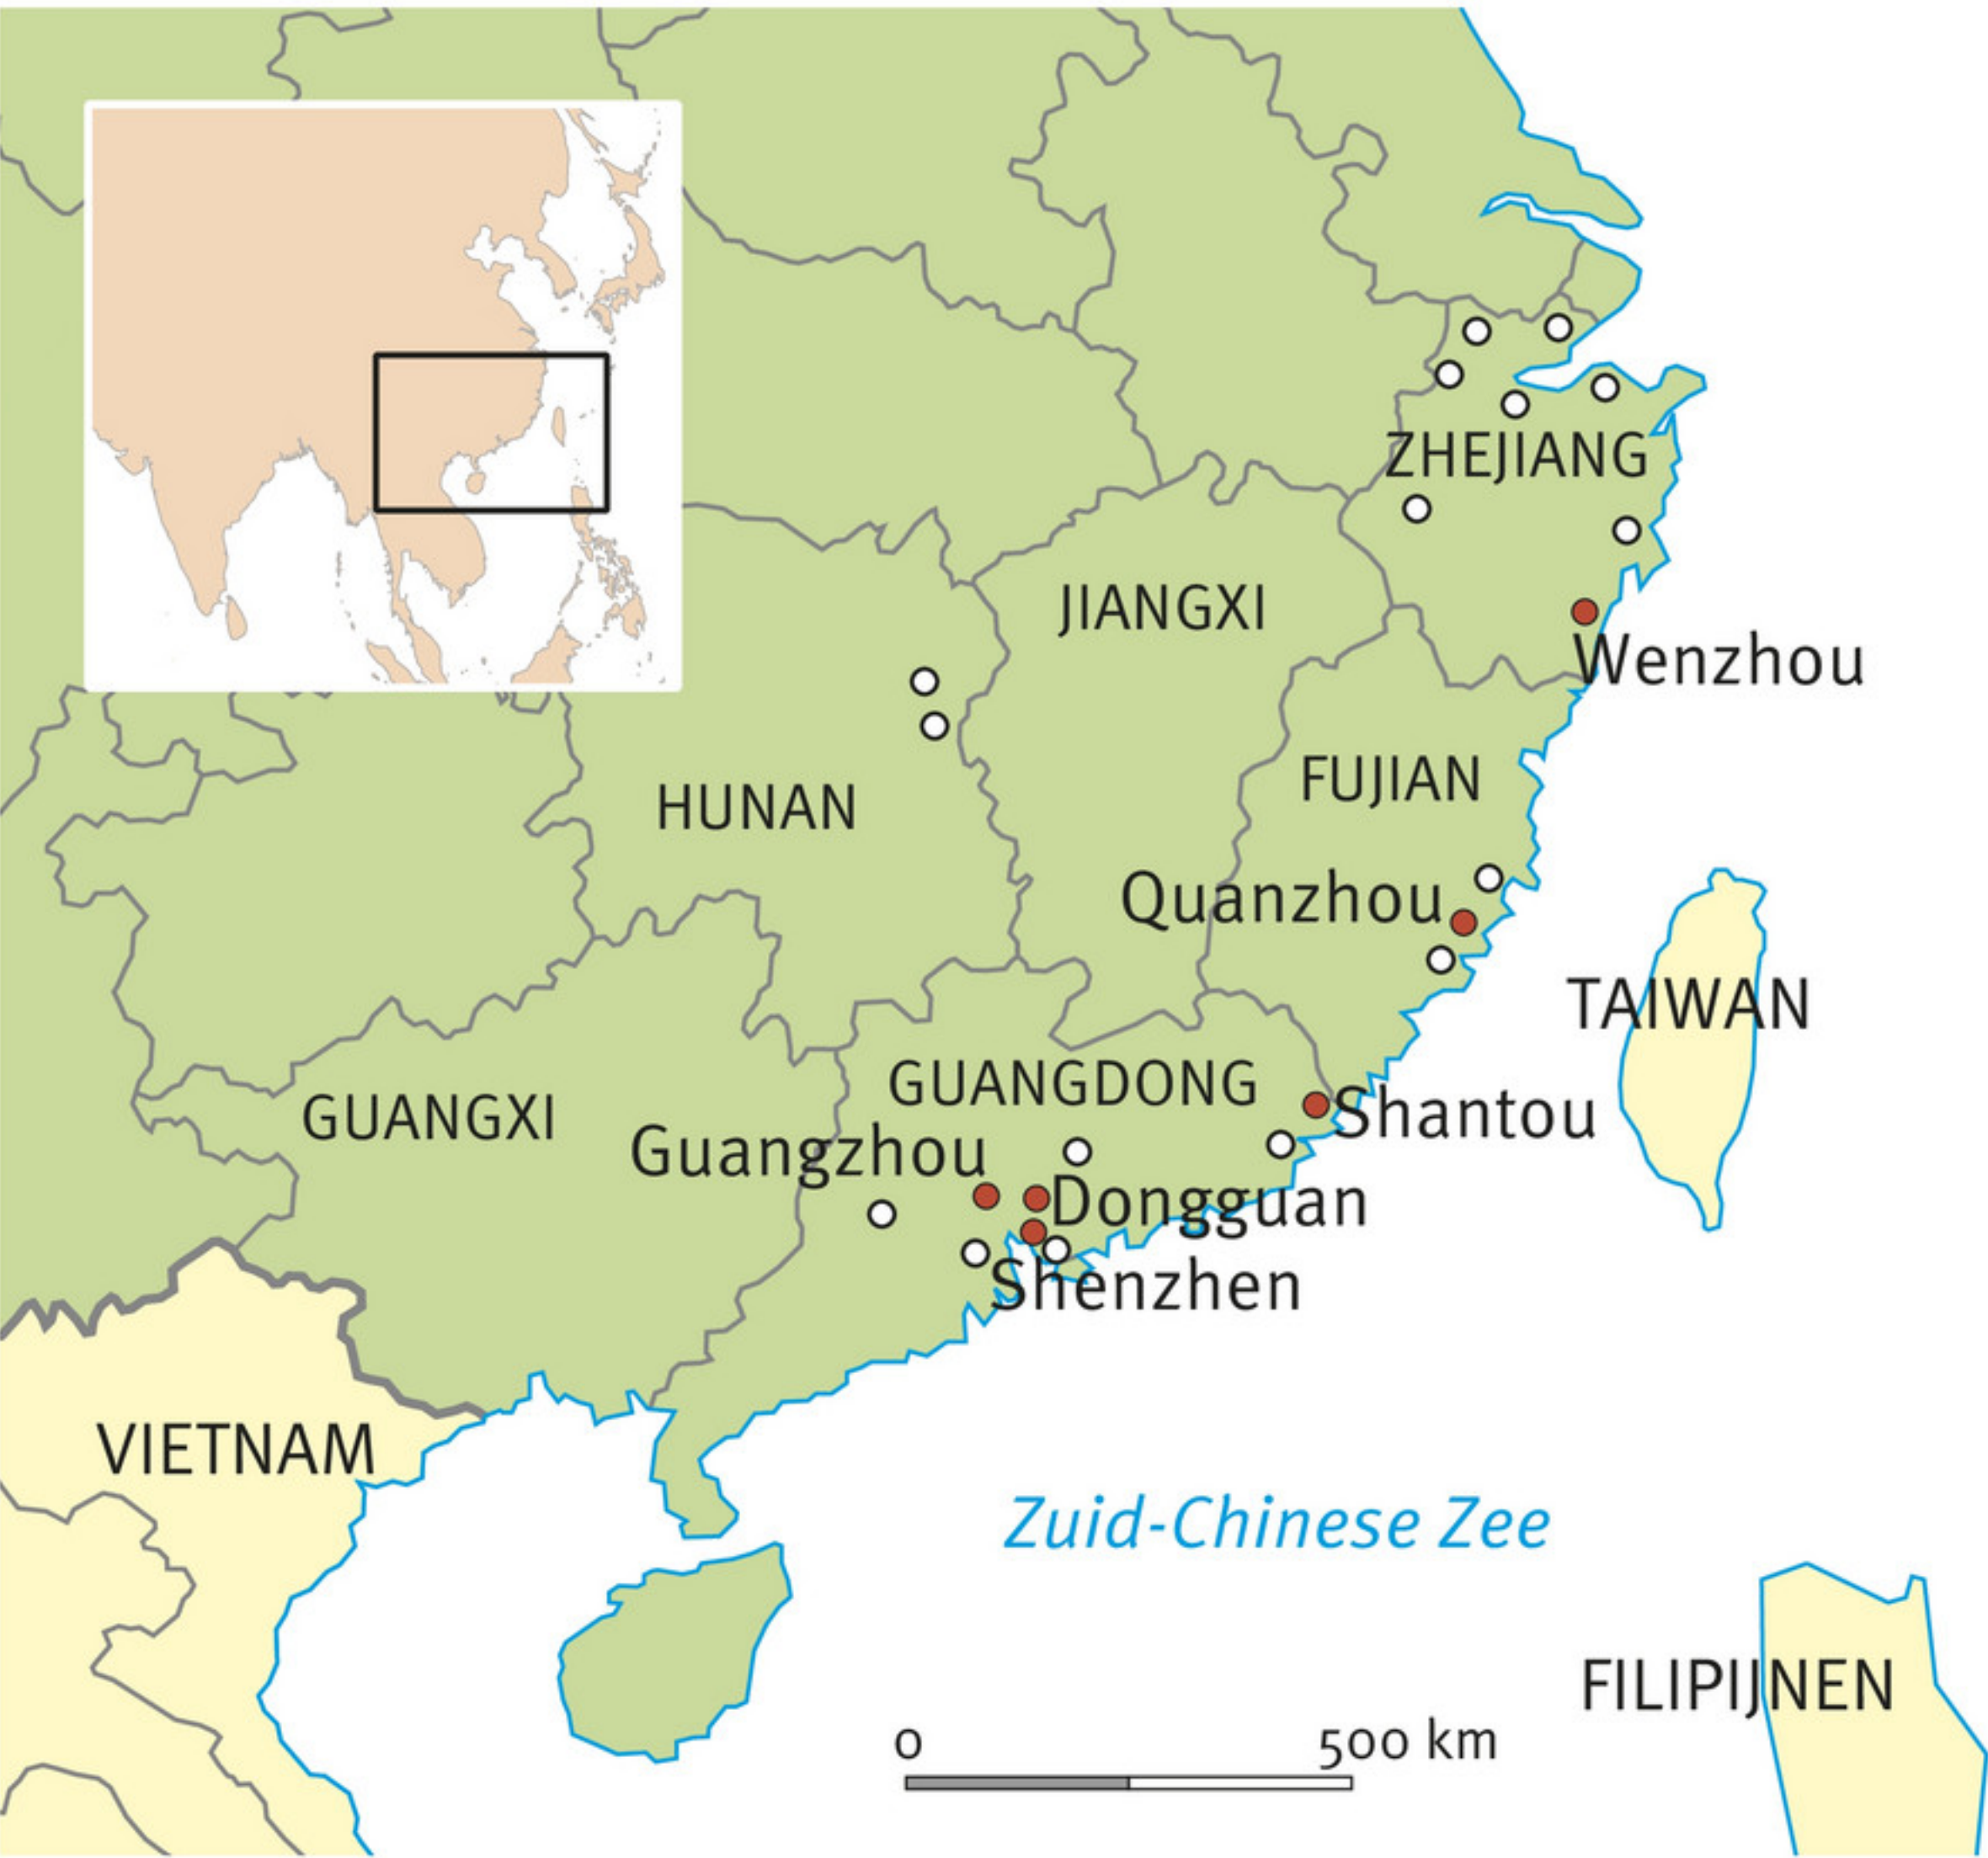 ZHEJIANG
JIANGXI
Wenzhou
FUJIAN
HUNAN
Quanzhou
TAIWAN
GUANGDONG
GUANGXI
Shantou
Guangzhou
Dongguan
Shenzhen
VIETNAM
Zuid-Chinese Zee
FILIPIJNEN
0 500 km